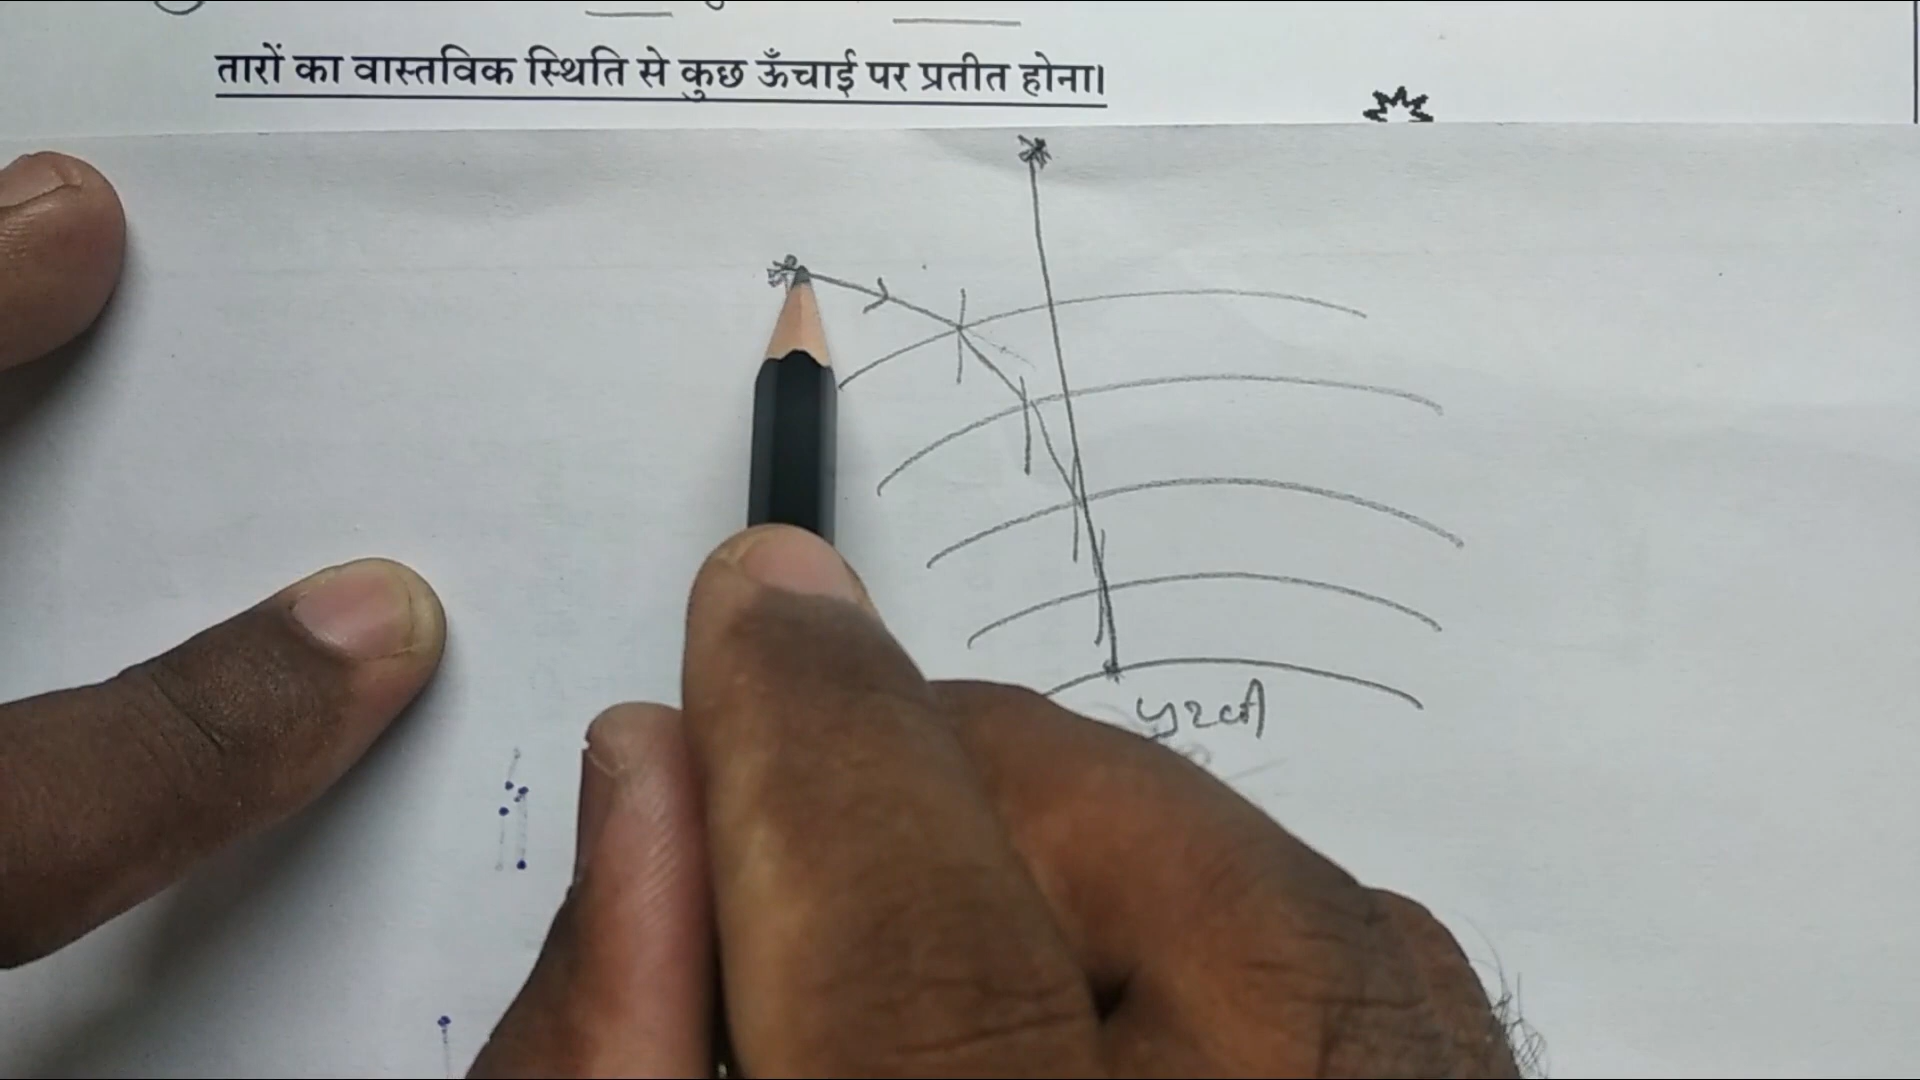 तारों का वास्तविक स्थिति से कुछ ऊँचाई पर प्रतीत होना।
पृथ्वी